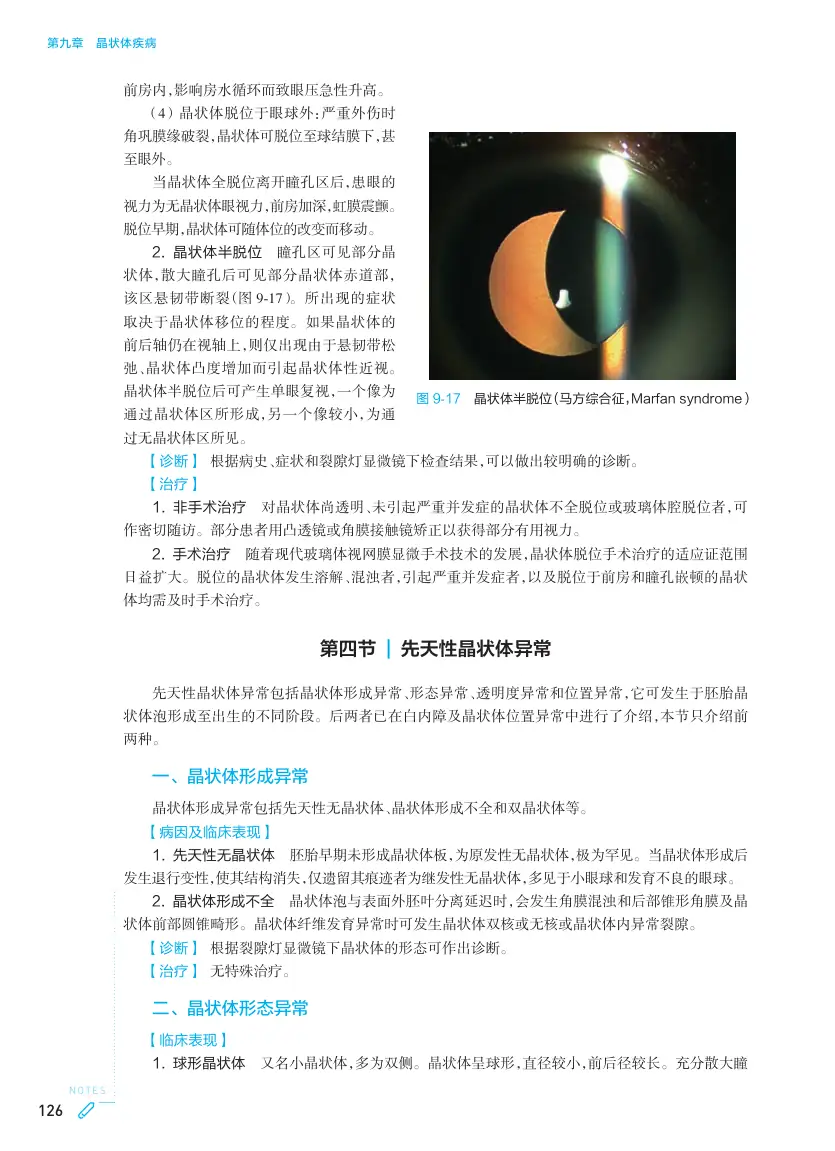 第九章 晶状体疾病
前房内,影响房水循环而致眼压急性升高。
(4) 晶状体脱位于眼球外:严重外伤时
角巩膜缘破裂,晶状体可脱位至球结膜下,甚
至眼外。
当晶状体全脱位离开瞳孔区后,患眼的
视力为无晶状体眼视力,前房加深,虹膜震颤。
脱位早期,晶状体可随体位的改变而移动。
2. 晶状体半脱位 瞳孔区可见部分晶
状体,散大瞳孔后可见部分晶状体赤道部,
该区悬韧带断裂(图 9-17)。所出现的症状
取决于晶状体移位的程度。如果晶状体的
前后轴仍在视轴上,则仅出现由于悬韧带松
弛、晶状体凸度增加而引起晶状体性近视。
晶状体半脱位后可产生单眼复视,一个像为
通过晶状体区所形成,另一个像较小,为通
过无晶状体区所见。
图 9-17 晶状体半脱位(马方综合征,Marfan syndrome)
【诊断】 根据病史、症状和裂隙灯显微镜下检查结果,可以做出较明确的诊断。
【治疗】
1. 非手术治疗 对晶状体尚透明、未引起严重并发症的晶状体不全脱位或玻璃体腔脱位者,可
作密切随访。部分患者用凸透镜或角膜接触镜矫正以获得部分有用视力。
2. 手术治疗 随着现代玻璃体视网膜显微手术技术的发展,晶状体脱位手术治疗的适应证范围
日益扩大。脱位的晶状体发生溶解、混浊者,引起严重并发症者,以及脱位于前房和瞳孔嵌顿的晶状
体均需及时手术治疗。
第四节 | 先天性晶状体异常
先天性晶状体异常包括晶状体形成异常、形态异常、透明度异常和位置异常,它可发生于胚胎晶
状体泡形成至出生的不同阶段。后两者已在白内障及晶状体位置异常中进行了介绍,本节只介绍前
两种。
一、晶状体形成异常
晶状体形成异常包括先天性无晶状体、晶状体形成不全和双晶状体等。
【病因及临床表现】
1. 先天性无晶状体 胚胎早期未形成晶状体板,为原发性无晶状体,极为罕见。当晶状体形成后
发生退行变性,使其结构消失,仅遗留其痕迹者为继发性无晶状体,多见于小眼球和发育不良的眼球。
2. 晶状体形成不全 晶状体泡与表面外胚叶分离延迟时,会发生角膜混浊和后部锥形角膜及晶
状体前部圆锥畸形。晶状体纤维发育异常时可发生晶状体双核或无核或晶状体内异常裂隙。
【诊断】 根据裂隙灯显微镜下晶状体的形态可作出诊断。
【治疗】 无特殊治疗。
二、晶状体形态异常
【临床表现】
1. 球形晶状体 又名小晶状体,多为双侧。晶状体呈球形,直径较小,前后径较长。充分散大瞳
NOTES
126